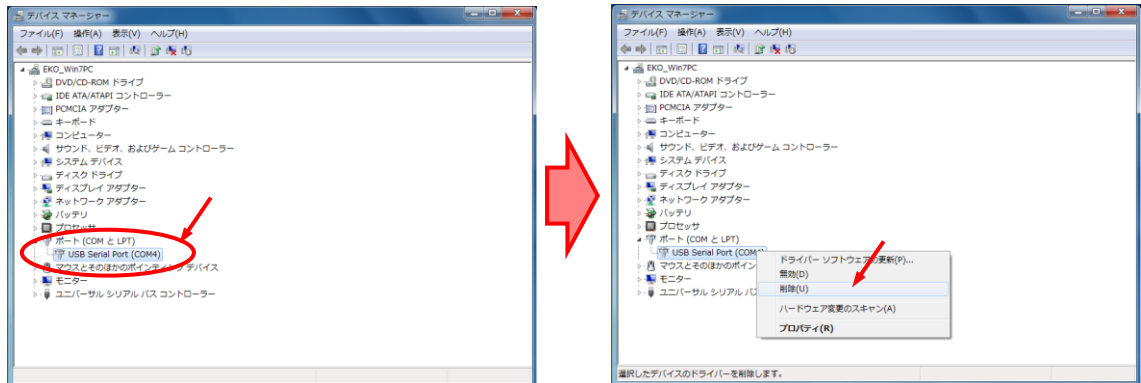 デバイス マネージャー
ファイル(F) 操作(A) 表示(V) ヘルプ(H)
EKO_Win7PC
DVD/CD-ROM ドライブ
IDE ATA/ATAPI コントローラー
PCMCIA アダプター
キーボード
コンピューター
サウンド、ビデオ、およびゲーム コントローラー
システム デバイス
ディスク ドライブ
ディスプレイ アダプター
ネットワーク アダプター
バッテリ
プロセッサ
ポート (COM と LPT)
USB Serial Port (COM4)
マウスとそのほかのポインティング デバイス
モニター
ユニバーサル シリアル バス コントローラー
デバイス マネージャー
ファイル(F) 操作(A) 表示(V) ヘルプ(H)
EKO_Win7PC
DVD/CD-ROM ドライブ
IDE ATA/ATAPI コントローラー
PCMCIA アダプター
キーボード
コンピューター
サウンド、ビデオ、およびゲーム コントローラー
システム デバイス
ディスク ドライブ
ディスプレイ アダプター
ネットワーク アダプター
バッテリ
プロセッサ
ポート (COM と LPT)
USB Serial Port
マウスとそのほかのポイン
モニター
ユニバーサル シリアル
ドライバー ソフトウェアの更新(P)...
無効(D)
削除(U)
ハードウェア変更のスキャン(A)
プロパティ(R)
選択したデバイスのドライバーを削除します。